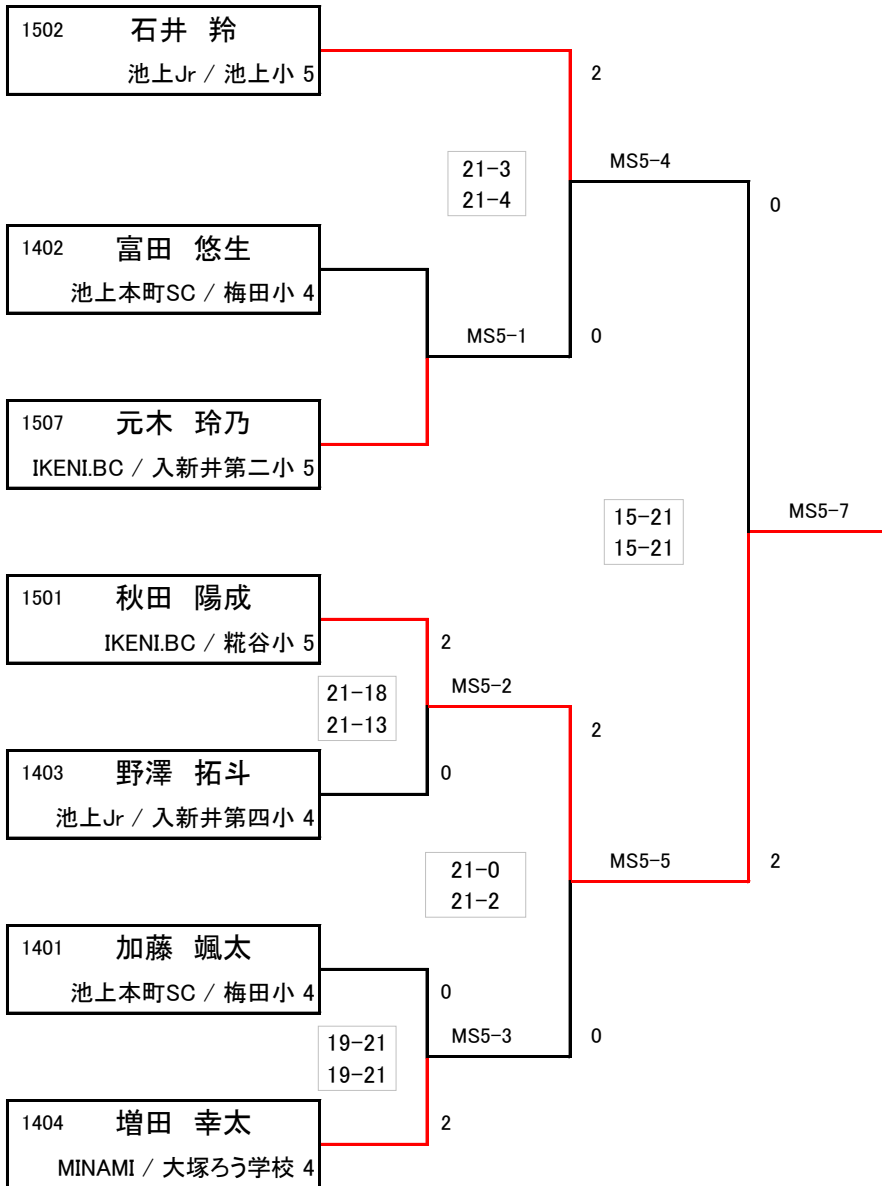 1502 石井 羚
池上Jr / 池上小 5
2
21-3
21-4
MS5-4
0
1402 富田 悠生
池上本町SC / 梅田小 4
MS5-1
0
1507 元木 玲乃
IKENI.BC / 入新井第二小 5
15-21
15-21
MS5-7
1501 秋田 陽成
IKENI.BC / 糀谷小 5
2
21-18
21-13
MS5-2
2
1403 野澤 拓斗
池上Jr / 入新井第四小 4
0
21-0
21-2
MS5-5
2
1401 加藤 颯太
池上本町SC / 梅田小 4
0
19-21
19-21
MS5-3
0
1404 増田 幸太
MINAMI / 大塚ろう学校 4
2